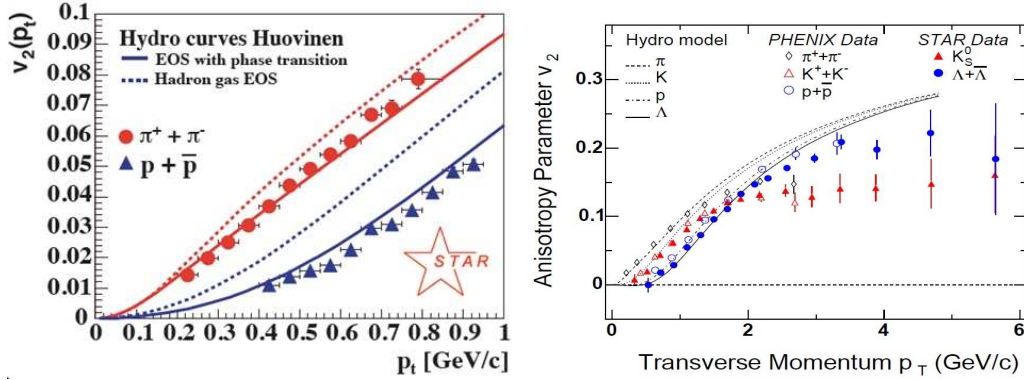 0.1
0.09
0.08
0.07
0.06
0.05
0.04
0.03
0.02
0.01
0
v₂(pₜ)
Hydro curves Huovinen
EOS with phase transition
Hadron gas EOS
π⁺ + π⁻
p + p̅
STAR
0 0.1 0.2 0.3 0.4 0.5 0.6 0.7 0.8 0.9 1
pₜ [GeV/c]
Anisotropy Parameter v₂
0.3
0.2
0.1
0
Hydro model
π
K
p
Λ
PHENIX Data
π⁺+π⁻
K⁺+K⁻
p+p̅
STAR Data
K⁰S
Λ+Λ̅
0 2 4 6
Transverse Momentum p T (GeV/c)